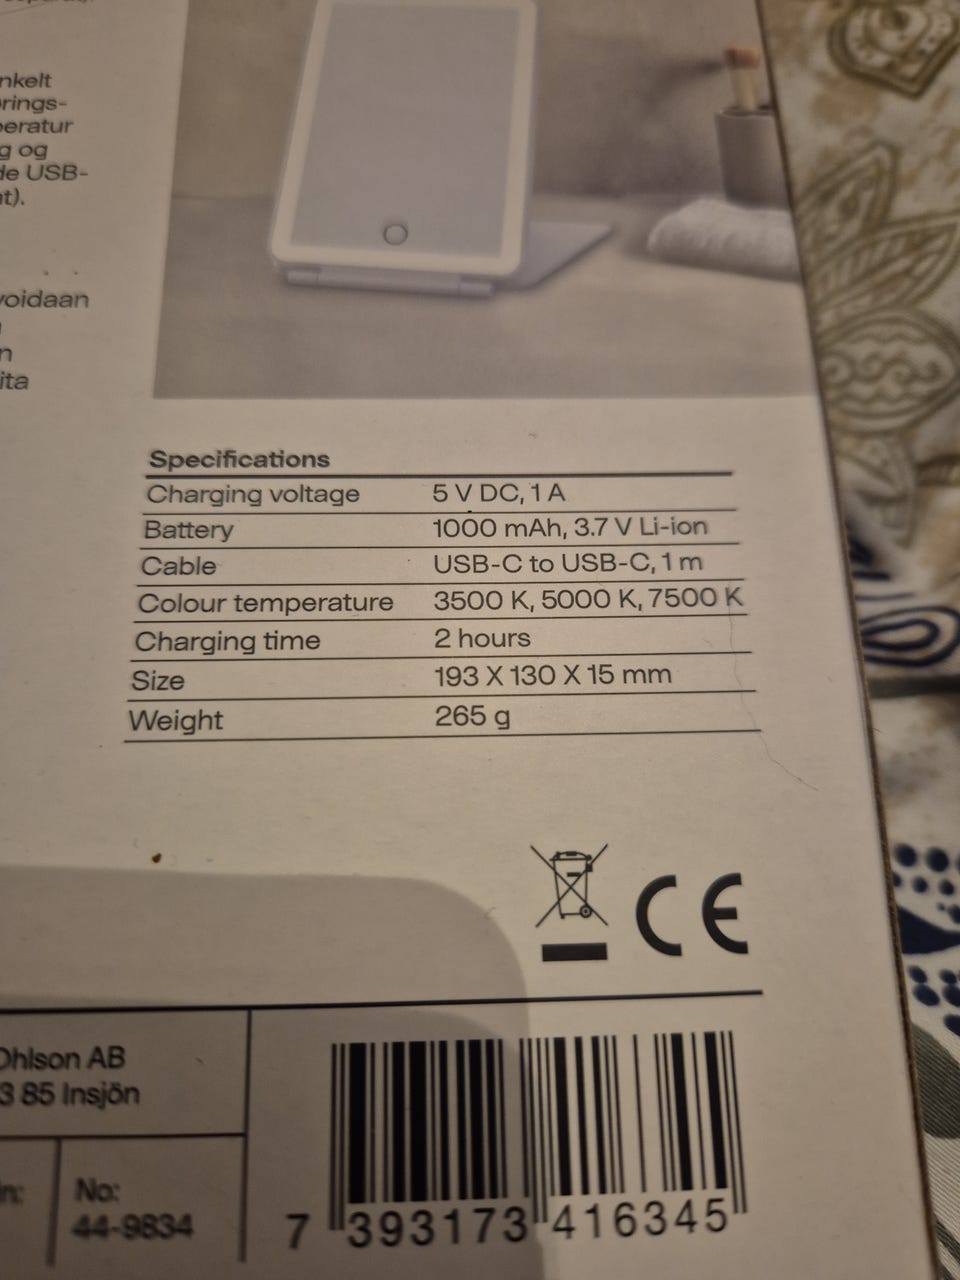 nkelt
rings-
eratur
g og
de USB-
t).
voidaan
n
ita
Specifications
Charging voltage 5 V DC, 1 A
Battery 1000 mAh, 3.7 V Li-ion
Cable USB-C to USB-C, 1 m
Colour temperature 3500 K, 5000 K, 7500 K
Charging time 2 hours
Size 193 X 130 X 15 mm
Weight 265 g
CE
Ohlson AB
3 85 Insjön
in:
No:
44-9834
7 393173 416345